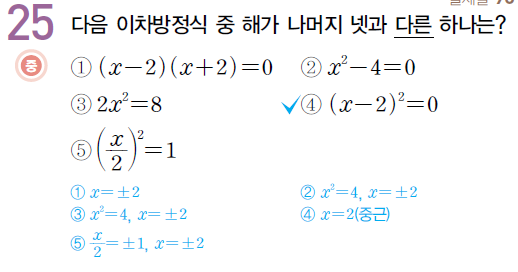 25 다음 이차방정식 중 해가 나머지 넷과 다른 하나는?
중 ① (x-2)(x+2)=0 ② x²-4=0
③ 2x²=8 ④ (x-2)²=0
⑤ (x/2)²=1
① x=±2 ② x²=4, x=±2
③ x²=4, x=±2 ④ x=2(중근)
⑤ x/2=±1, x=±2